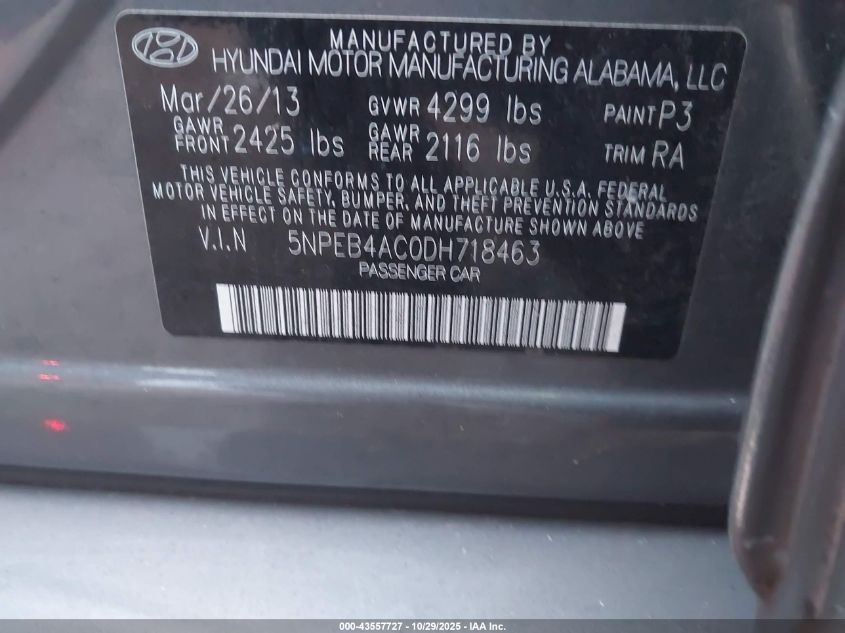 MANUFACTURED BY
HYUNDAI MOTOR MANUFACTURING ALABAMA, LLC
Mar/26/13 GVWR 4299 lbs PAINT P3
GAWR FRONT 2425 lbs GAWR REAR 2116 lbs TRIM RA
THIS VEHICLE CONFORMS TO ALL APPLICABLE U.S.A. FEDERAL
MOTOR VEHICLE SAFETY, BUMPER, AND THEFT PREVENTION STANDARDS
IN EFFECT ON THE DATE OF MANUFACTURE SHOWN ABOVE
V.I.N 5NPEB4AC0DH718463
PASSENGER CAR
000-43557727 - 10/29/2025 - IAA Inc.